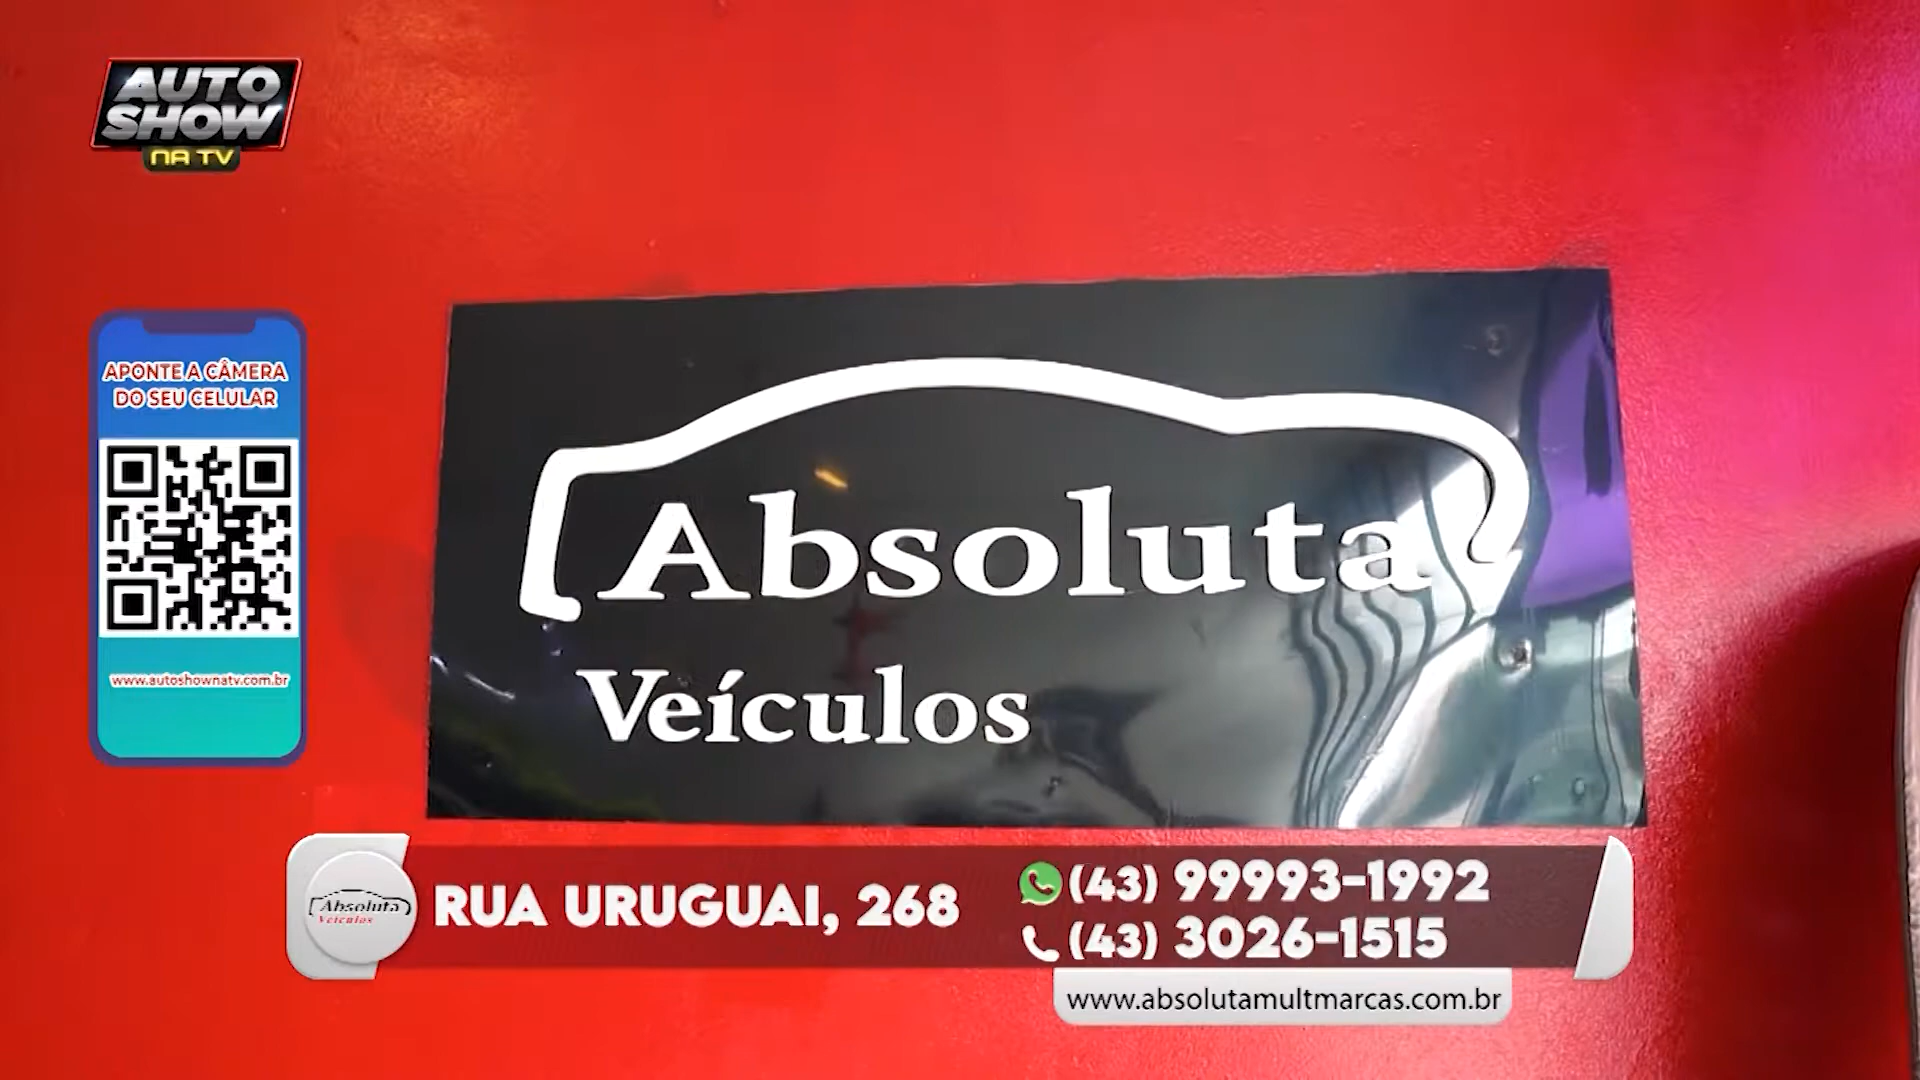 AUTO
SHOW
NA TV
APONTE A CÂMERA
DO SEU CELULAR
www.autoshownatv.com.br
Absoluta
Veículos
Absoluta
Veículos
RUA URUGUAI, 268
(43) 99993-1992
(43) 3026-1515
www.absolutamultmarcas.com.br